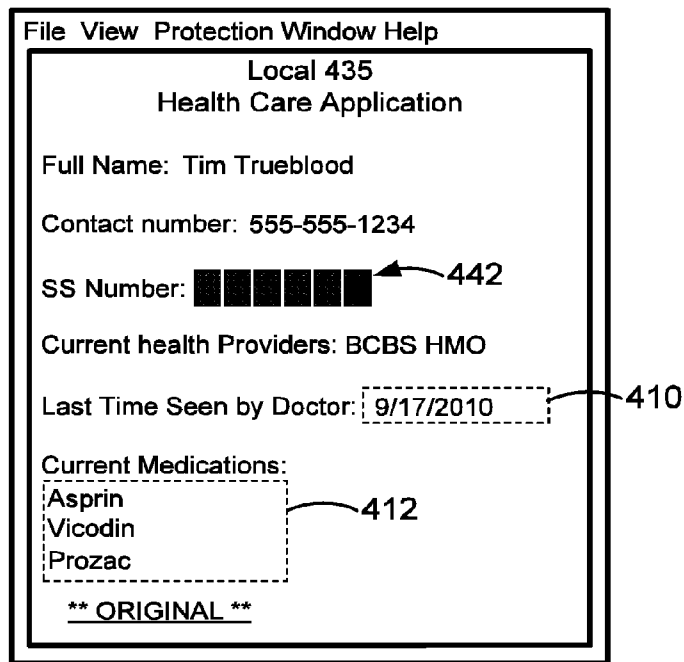 File View Protection Window Help
Local 435
Health Care Application
Full Name: Tim Trueblood
Contact number: 555-555-1234
SS Number:
442
Current health Providers: BCBS HMO
Last Time Seen by Doctor: 9/17/2010
410
Current Medications:
Asprin
412
Vicodin
Prozac
** ORIGINAL **